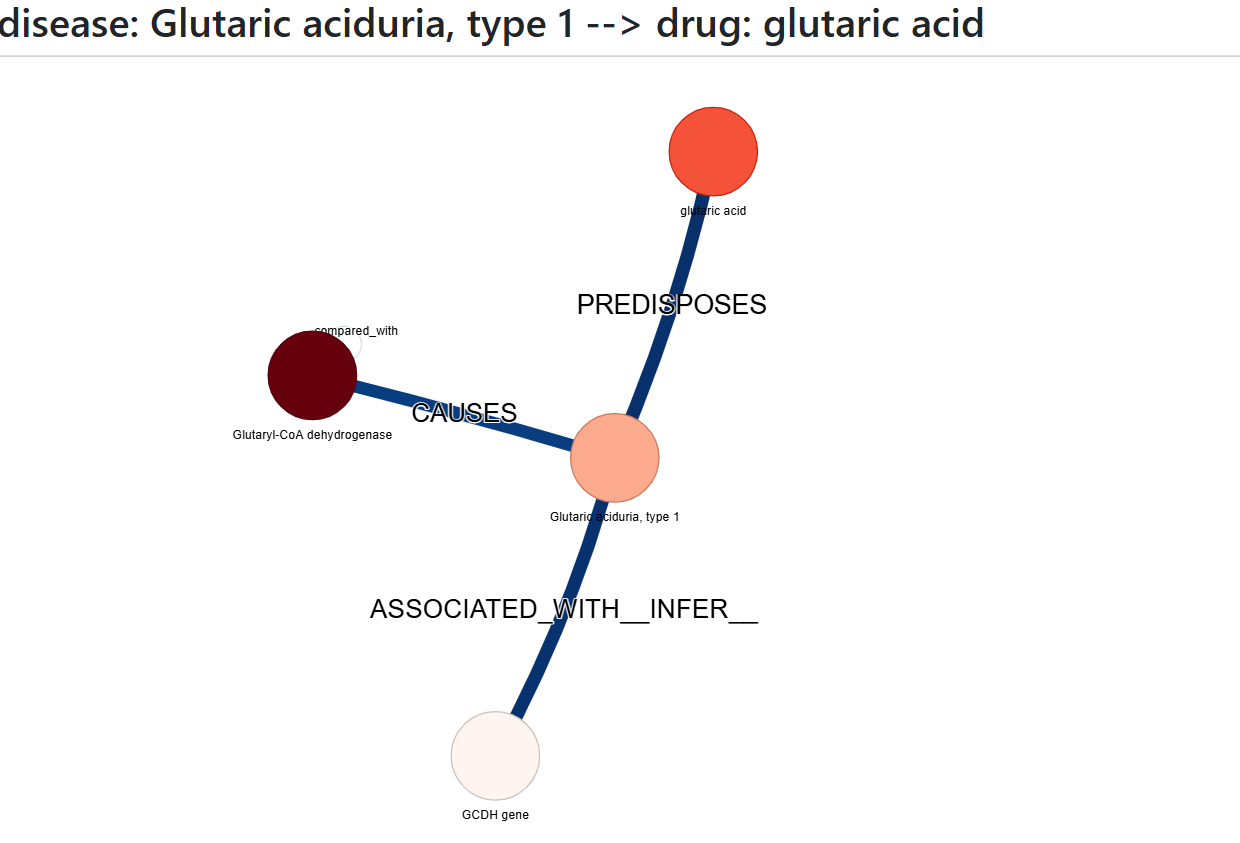 disease: Glutaric aciduria, type 1 --> drug: glutaric acid
glutaric acid
PREDISPOSES
compared_with
CAUSES
Glutaryl-CoA dehydrogenase
Glutaric aciduria, type 1
ASSOCIATED_WITH__INFER__
GCDH gene